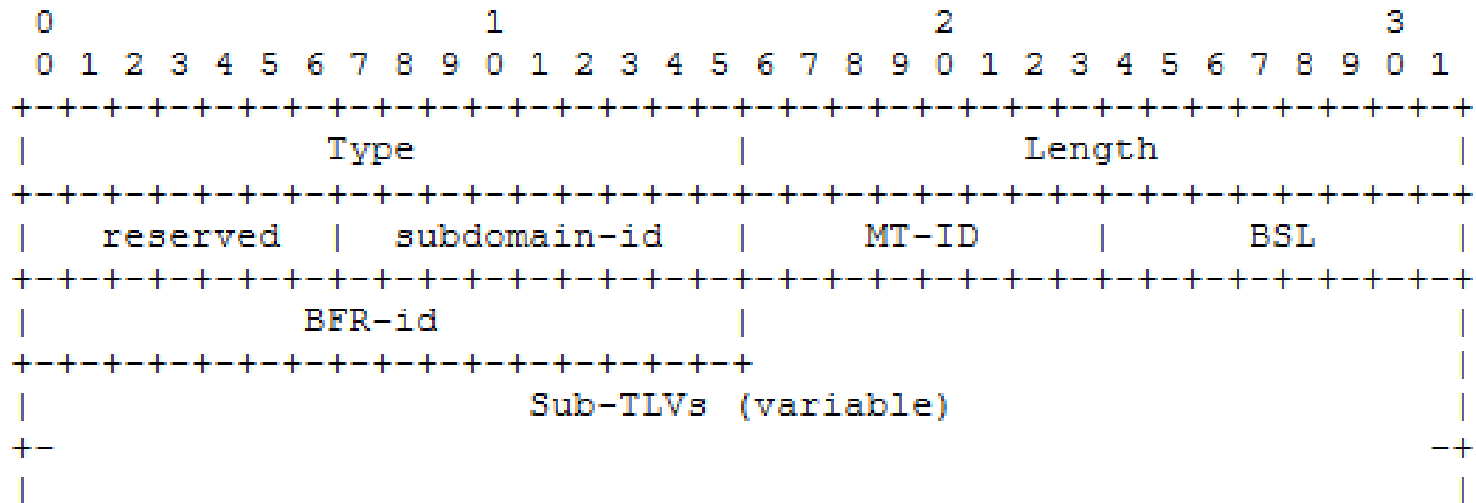 0                   1                   2                   3
 0 1 2 3 4 5 6 7 8 9 0 1 2 3 4 5 6 7 8 9 0 1 2 3 4 5 6 7 8 9 0 1
+-+-+-+-+-+-+-+-+-+-+-+-+-+-+-+-+-+-+-+-+-+-+-+-+-+-+-+-+-+-+-+-+
|             Type              |            Length             |
+-+-+-+-+-+-+-+-+-+-+-+-+-+-+-+-+-+-+-+-+-+-+-+-+-+-+-+-+-+-+-+-+
|   reserved  |  subdomain-id   |     MT-ID     |      BSL      |
+-+-+-+-+-+-+-+-+-+-+-+-+-+-+-+-+-+-+-+-+-+-+-+-+-+-+-+-+-+-+-+-+
|            BFR-id             |                               |
+-+-+-+-+-+-+-+-+-+-+-+-+-+-+-+-+                               |
|                      Sub-TLVs (variable)                      |
+-                                                             -+
|                                                               |